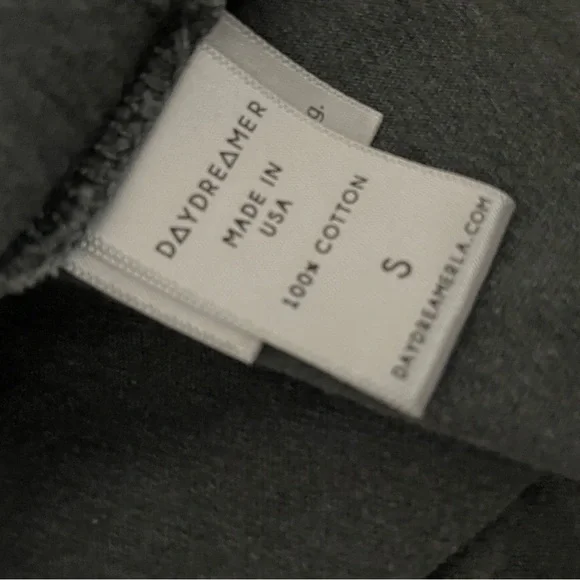 DAYDREAMER
MADE IN
USA
100% COTTON
S
DAYDREAMERLA.COM
g.